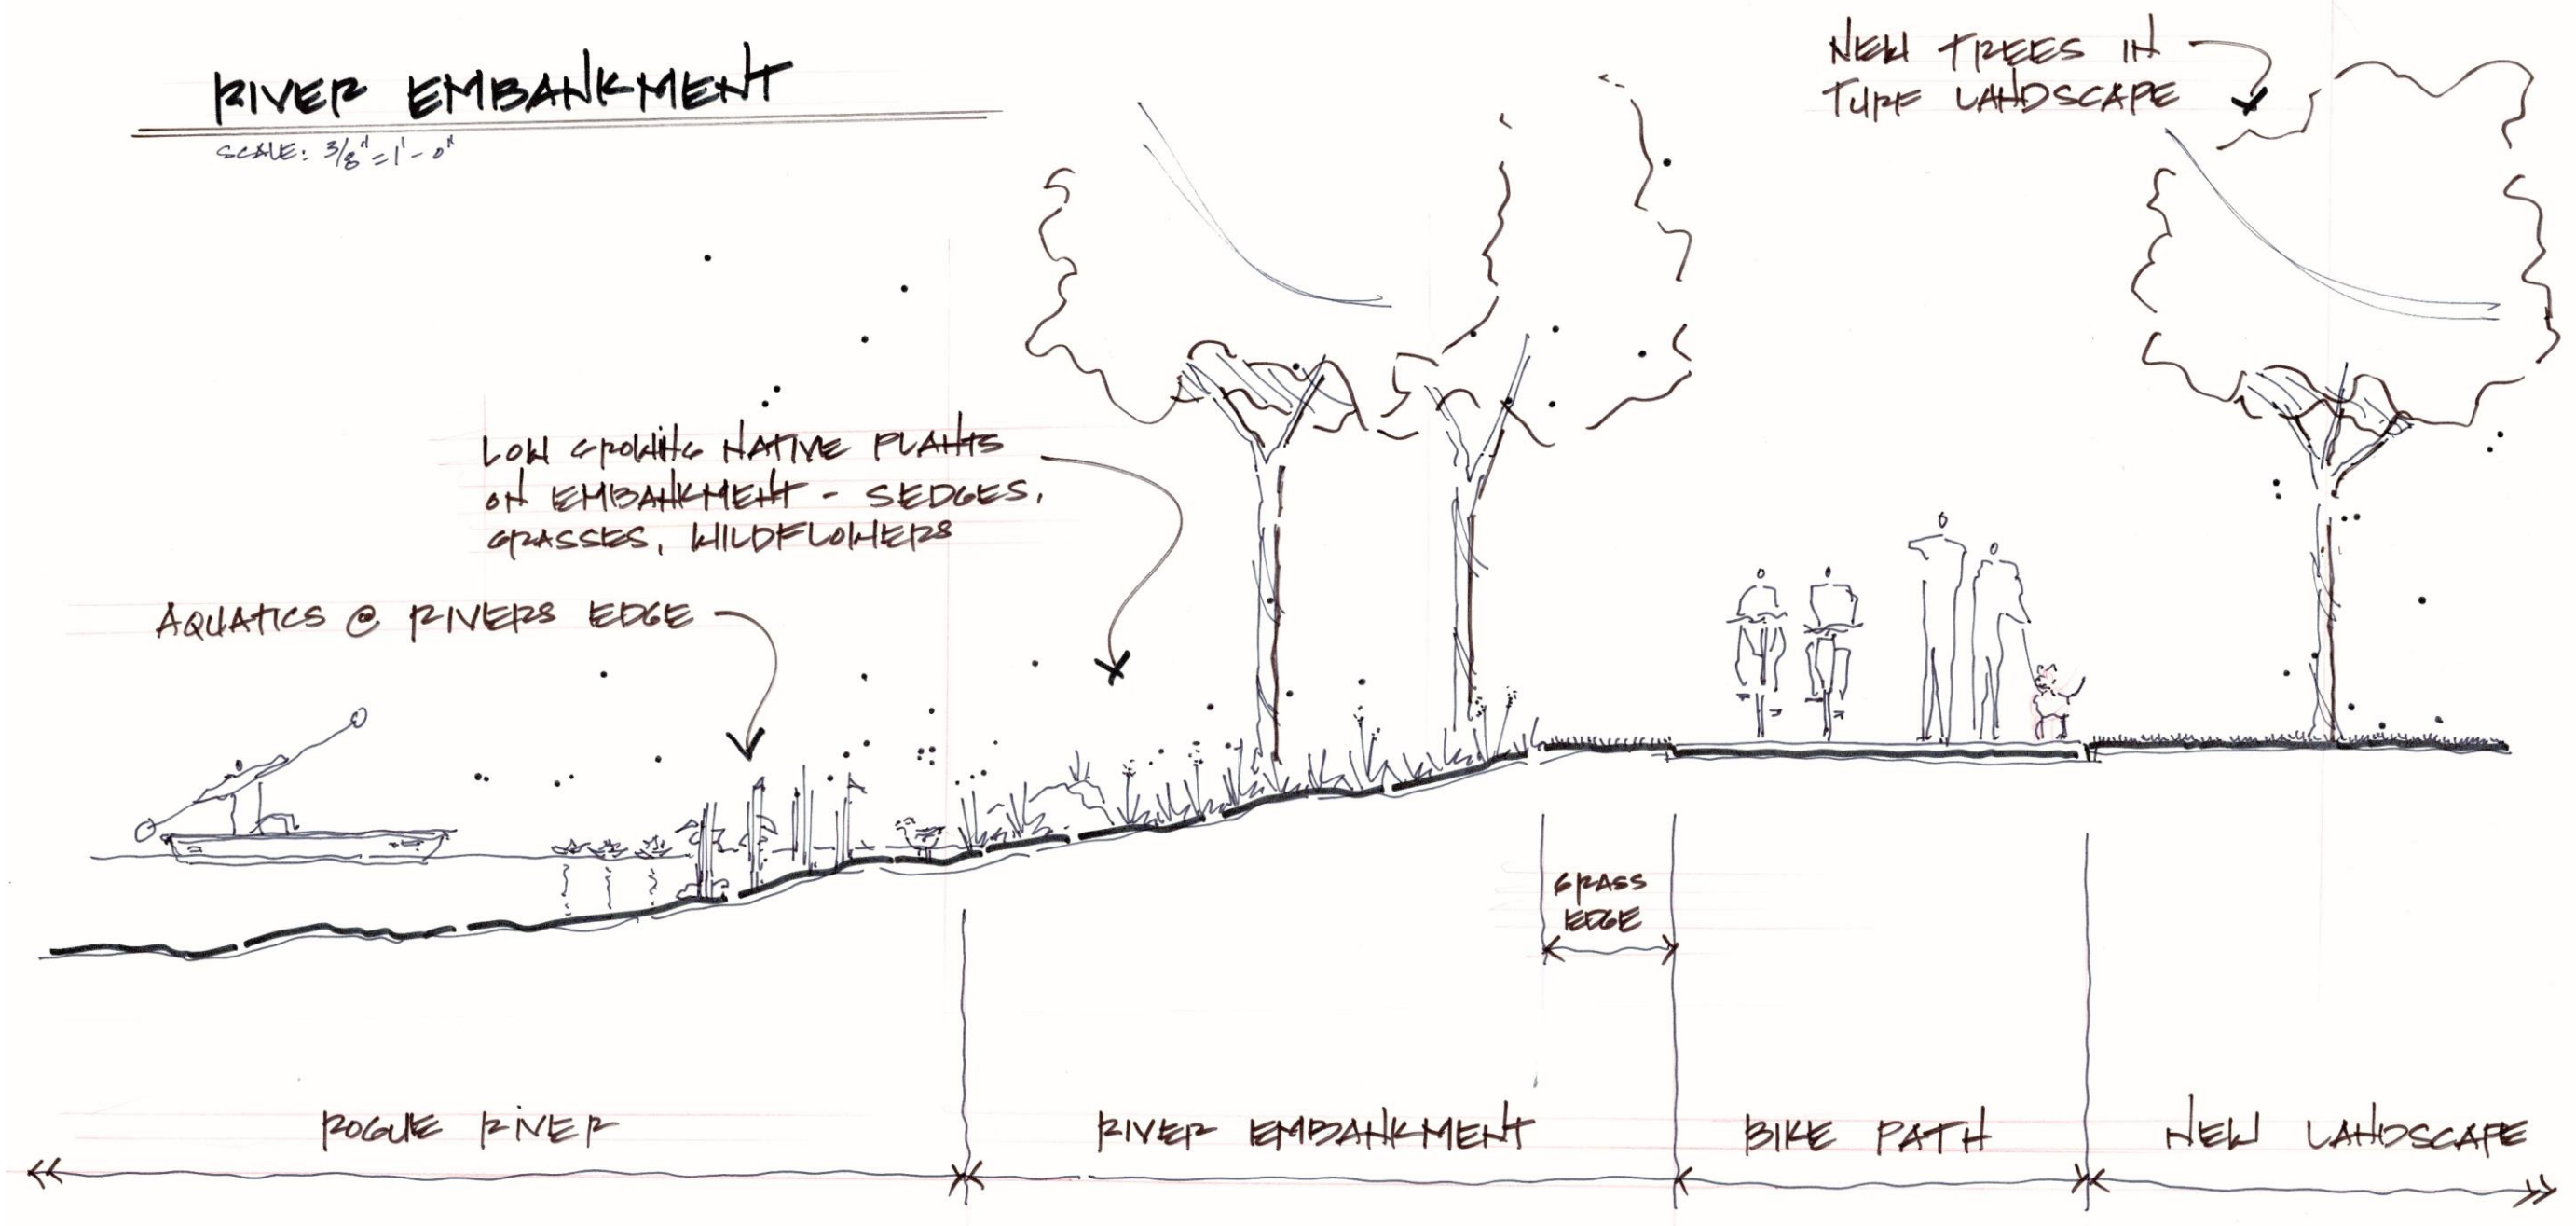 RIVER EMBANKMENT
SCALE: 3/8" = 1' - 0"
NEW TREES IN
TURF LANDSCAPE
LOW GROWING NATIVE PLANTS
ON EMBANKMENT - SEDGES,
GRASSES, WILDFLOWERS
AQUATICS @ RIVERS EDGE
GRASS
EDGE
ROGUE RIVER
RIVER EMBANKMENT
BIKE PATH
NEW LANDSCAPE